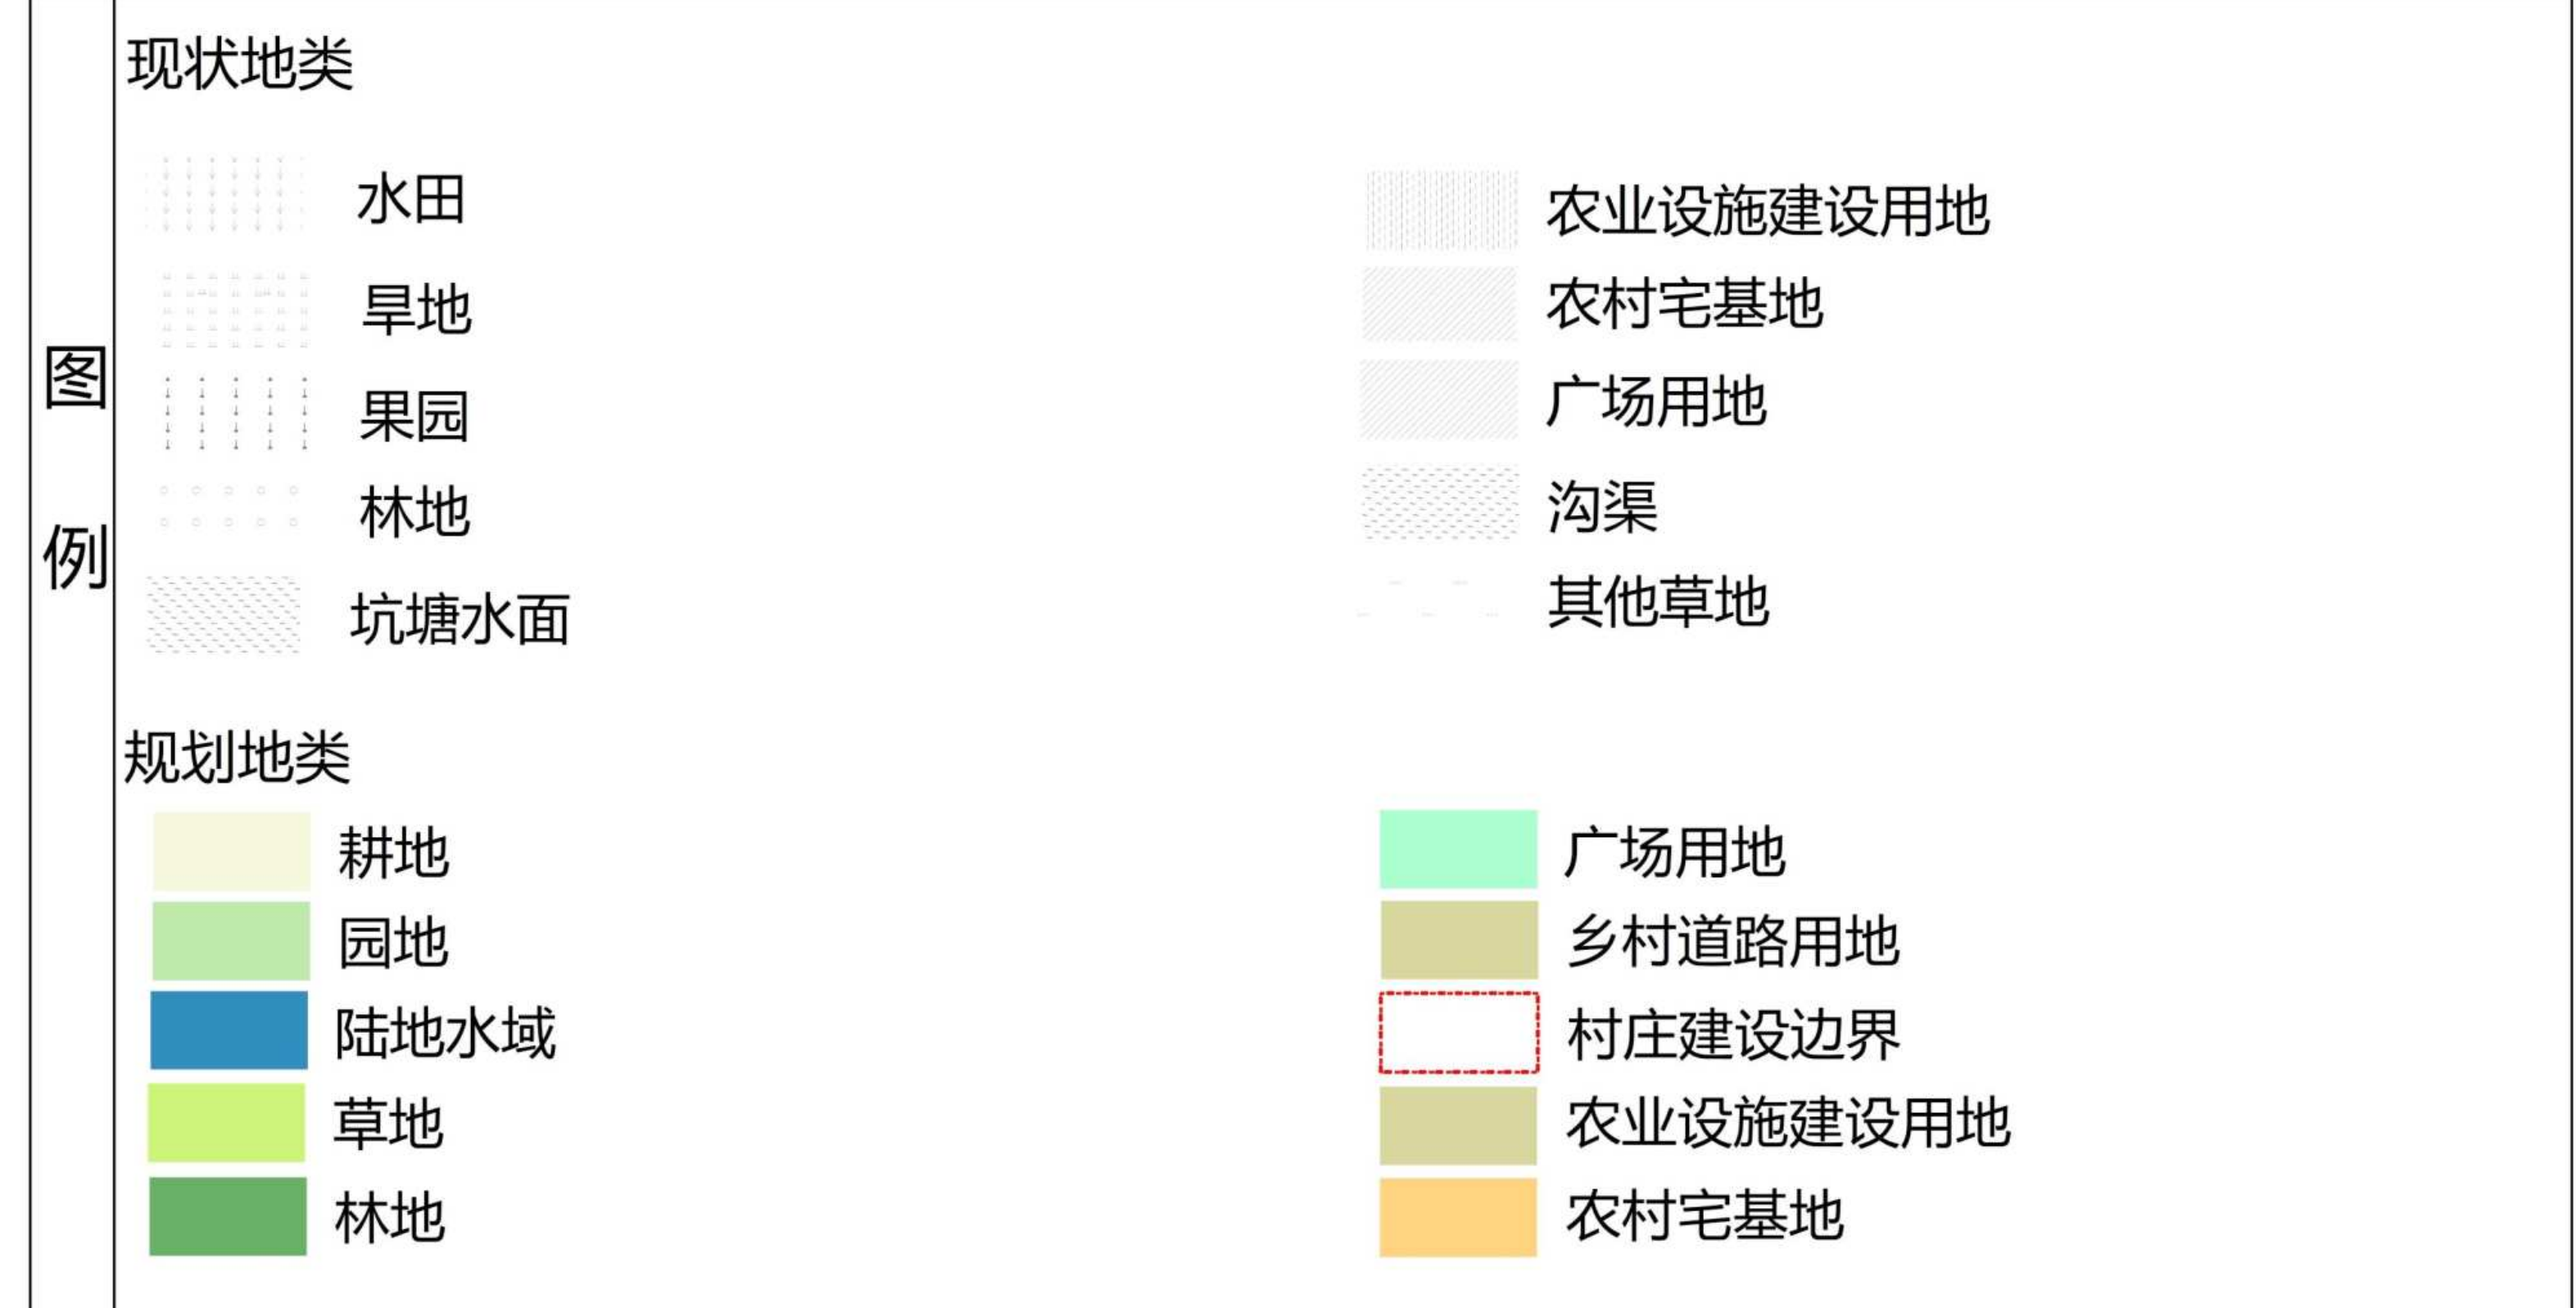 图例
现状地类
水田
旱地
果园
林地
坑塘水面
农业设施建设用地
农村宅基地
广场用地
沟渠
其他草地
规划地类
耕地
园地
陆地水域
草地
林地
广场用地
乡村道路用地
村庄建设边界
农业设施建设用地
农村宅基地